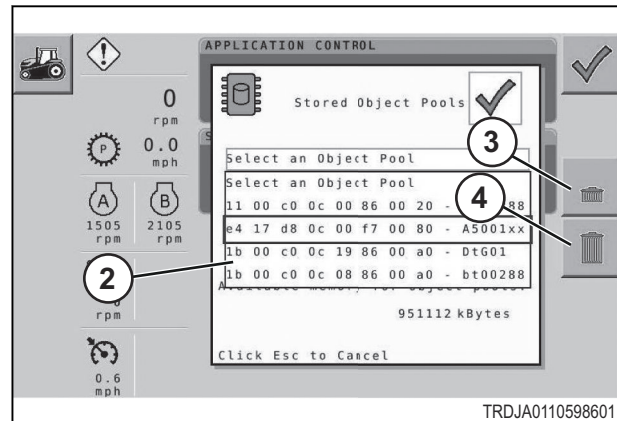 APPLICATION CONTROL
0
rpm
P
0.0
mph
A
B
1505
rpm
2105
rpm
rpm
0.6
mph
Stored Object Pools
Select an Object Pool
Select an Object Pool
11 00 c0 0c 00 86 00 20 - 288
e4 17 d8 0c 00 f7 00 80 - A5001xx
1b 00 c0 0c 19 86 00 a0 - DtG01
1b 00 c0 0c 08 86 00 a0 - bt00288
951112 kBytes
Click Esc to Cancel
3
4
2
TRDJA0110598601